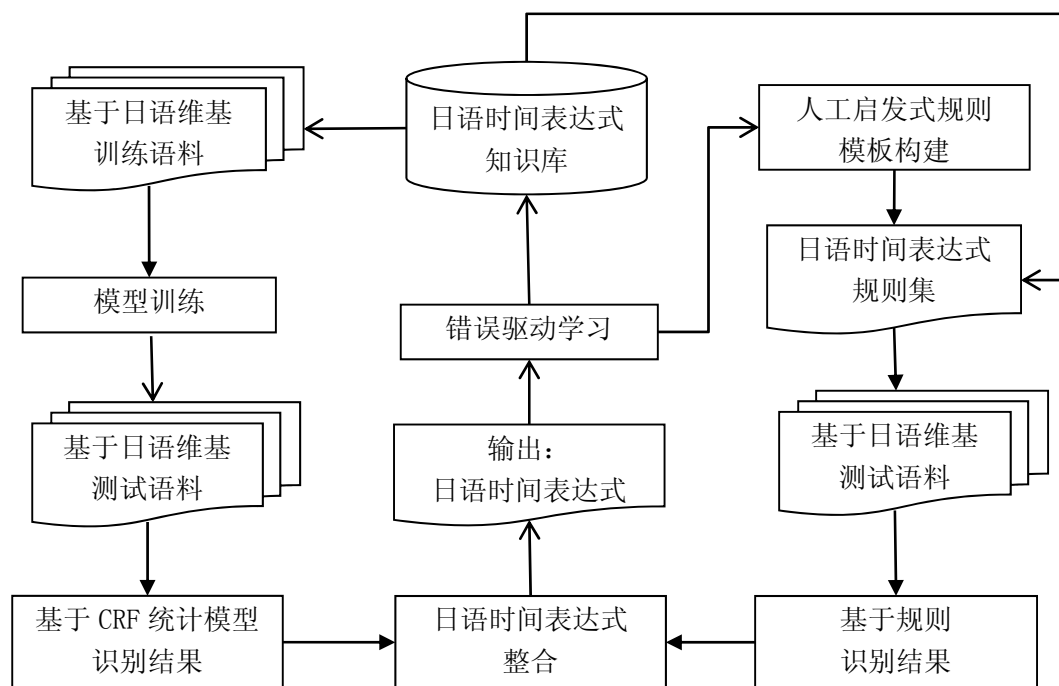 基于日语维基
训练语料
日语时间表达式
知识库
人工启发式规则
模板构建
模型训练
错误驱动学习
日语时间表达式
规则集
基于日语维基
测试语料
输出：
日语时间表达式
基于日语维基
测试语料
基于 CRF 统计模型
识别结果
日语时间表达式
整合
基于规则
识别结果